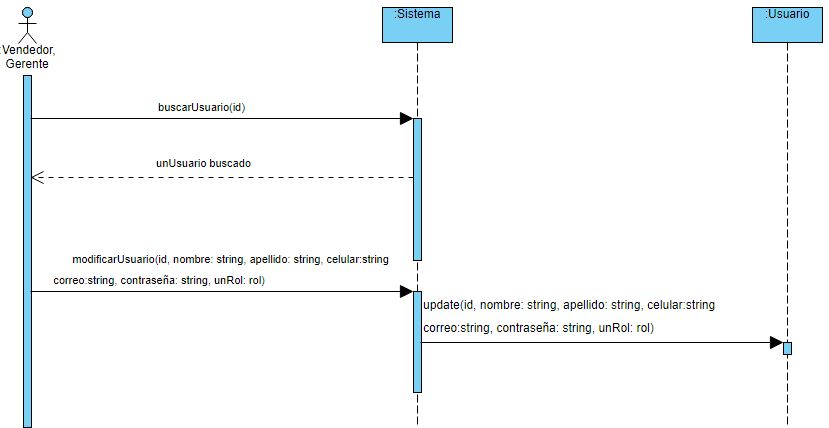 :Sistema
:Usuario
:Vendedor,
Gerente
buscarUsuario(id)
unUsuario buscado
modificarUsuario(id, nombre: string, apellido: string, celular:string
correo:string, contraseña: string, unRol: rol)
update(id, nombre: string, apellido: string, celular:string
correo:string, contraseña: string, unRol: rol)